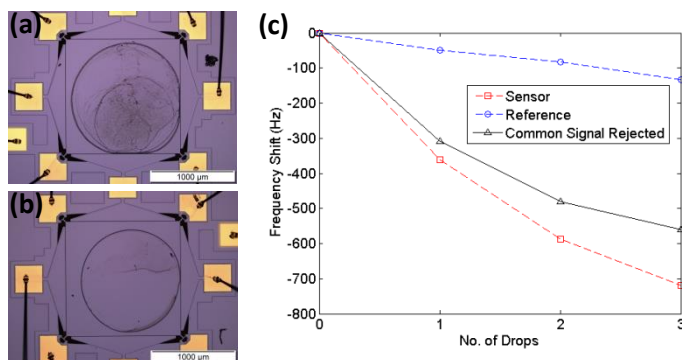 (a)
1000 µm
(b)
1000 µm
(c)
Frequency Shift (Hz)
0
-100
-200
-300
-400
-500
-600
-700
-800
Sensor
Reference
Common Signal Rejected
0
1
2
3
No. of Drops